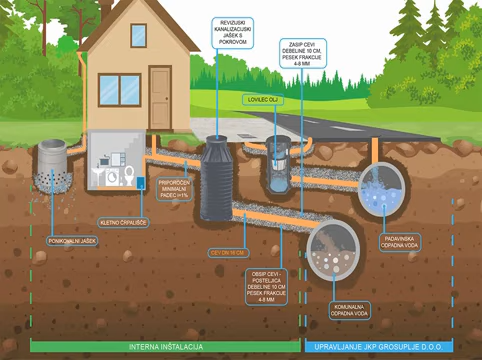 REVIZIJSKI
KANALIZACIJSKI
JAŠEK S
POKROVOM
ZASIP CEVI
DEBELINE 10 CM,
PESEK FRAKCIJE
4-8 MM
LOVILEC OLJ
PRIPOROČEN
MINIMALNI
PADEC I=1%
KLETNO ČRPALIŠČE
PONIKOVALNI JAŠEK
CEV DN 16 CM
OBSIP CEVI -
POSTELJICA
DEBELINE 10 CM
PESEK FRAKCIJE
4-8 MM
PADAVINSKA
ODPADNA VODA
KOMUNALNA
ODPADNA VODA
INTERNA INŠTALACIJA
UPRAVLJANJE JKP GROSUPLJE D.O.O.